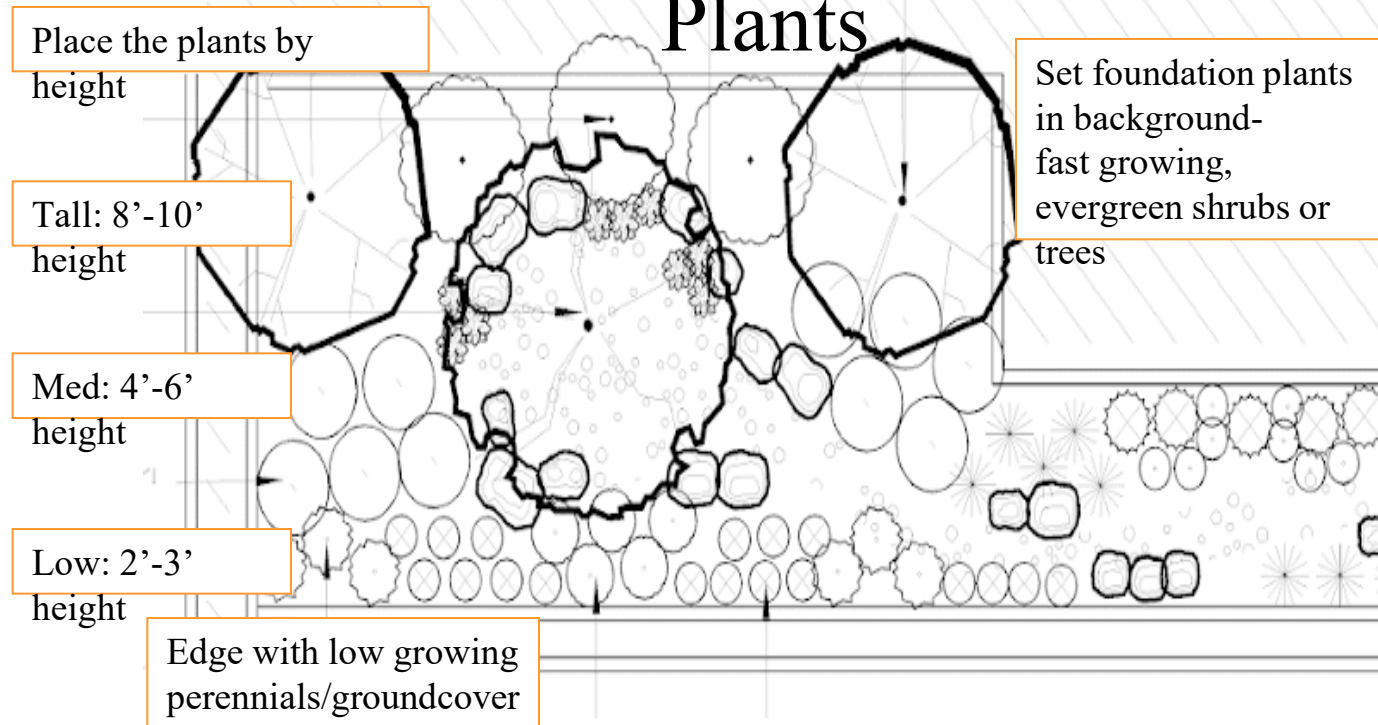 Plants
Place the plants by
height
Set foundation plants
in background-
fast growing,
evergreen shrubs or
trees
Tall: 8’-10’
height
Med: 4’-6’
height
Low: 2’-3’
height
Edge with low growing
perennials/groundcover